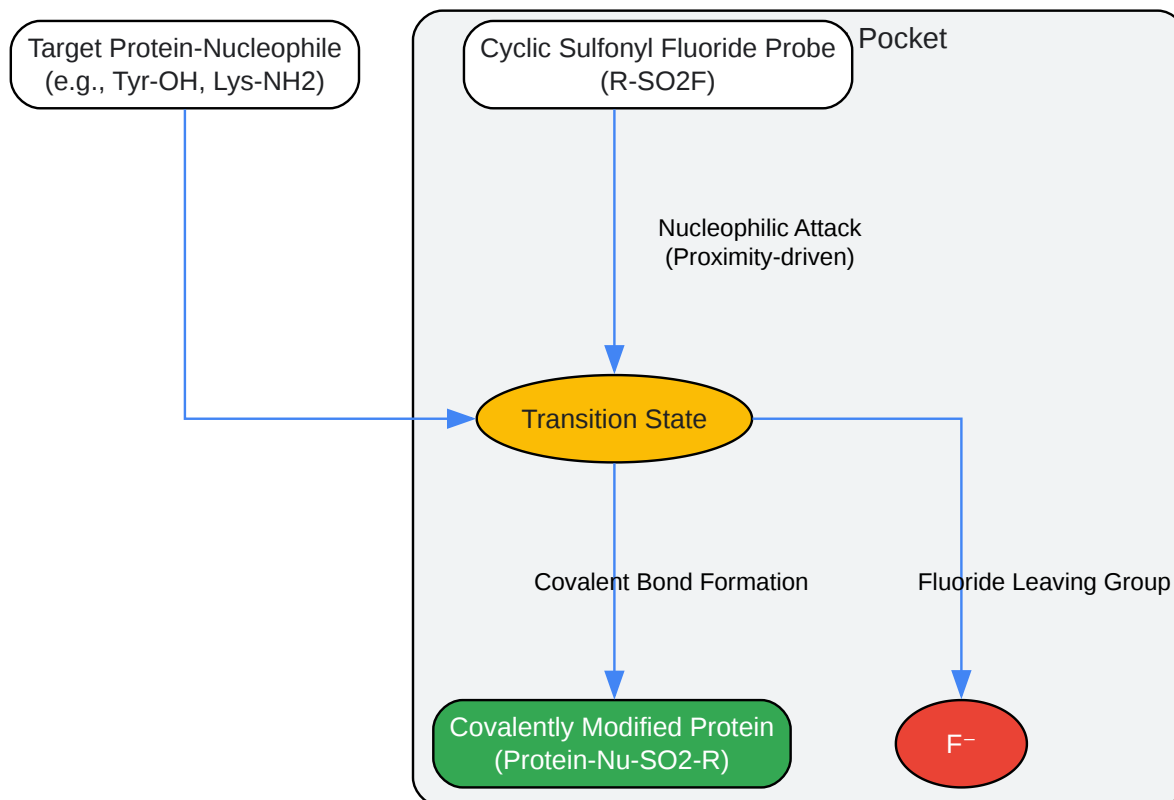 Target Protein-Nucleophile
(e.g., Tyr-OH, Lys-NH2)
Cyclic Sulfonyl Fluoride Probe
(R-SO2F)
Pocket
Nucleophilic Attack
(Proximity-driven)
Transition State
Covalent Bond Formation
Fluoride Leaving Group
Covalently Modified Protein
(Protein-Nu-SO2-R)
F⁻